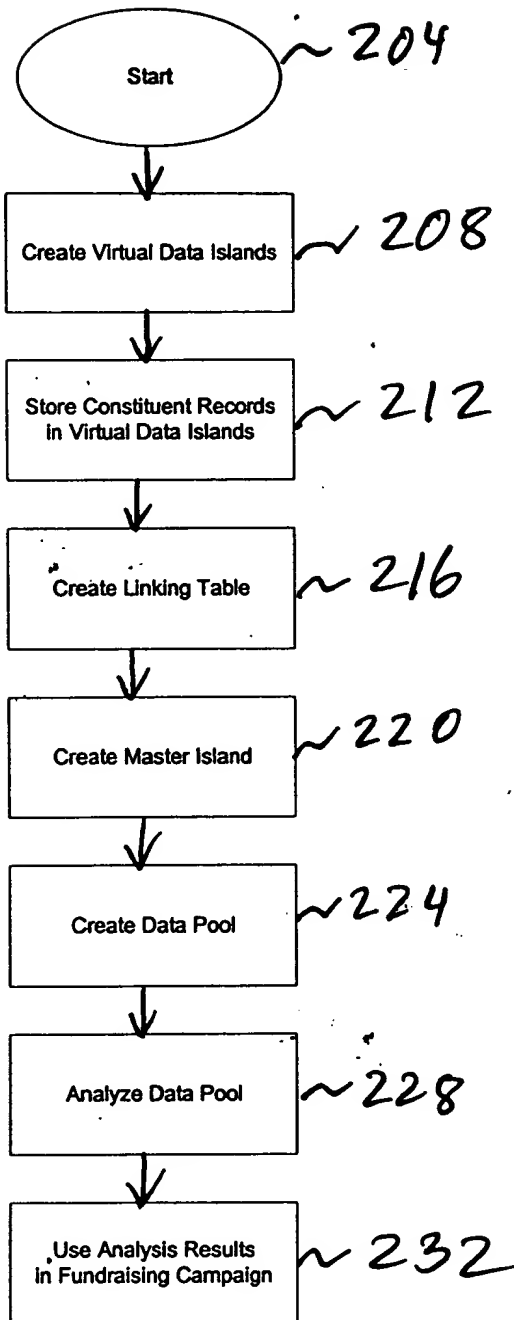 Start
204
Create Virtual Data Islands
208
Store Constituent Records
in Virtual Data Islands
212
Create Linking Table
216
Create Master Island
220
Create Data Pool
224
Analyze Data Pool
228
Use Analysis Results
in Fundraising Campaign
232